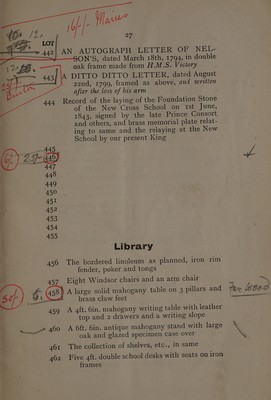 16/- Maires
27
LOT
442 AN AUTOGRAPH LETTER OF NEL-
SON'S, dated March 18th, 1794, in double
oak frame made from H.M.S. Victory
443 A DITTO DITTO LETTER, dated August
22nd, 1799, framed as above, and written
after the loss of his arm
444 Record of the laying of the Foundation Stone
of the New Cross School on 1st June,
1843, signed by the late Prince Consort
and others, and brass memorial plate relat-
ing to same and the relaying at the New
School by our present King
445
446
447
448
449
450
451
452
453
454
455
Library
456 The bordered linoleum as planned, iron rim
fender, poker and tongs
457 Eight Windsor chairs and an arm chair
458 A large solid mahogany table on 3 pillars and
brass claw feet
459 A 4ft. 6in. mahogany writing table with leather
top and 2 drawers and a writing slope
460 A 6ft. 6in. antique mahogany stand with large
oak and glazed specimen case over
461 The collection of shelves, etc., in same
462 Five 4ft. double school desks with seats on iron
frames